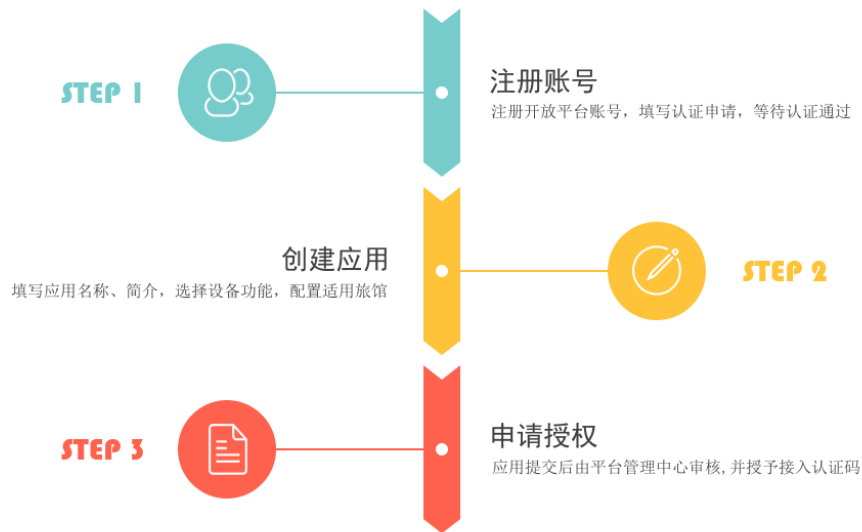 STEP 1
注册账号
注册开放平台账号，填写认证申请，等待认证通过
创建应用
填写应用名称、简介，选择设备功能，配置适用旅馆
STEP 2
STEP 3
申请授权
应用提交后由平台管理中心审核,并授予接入认证码